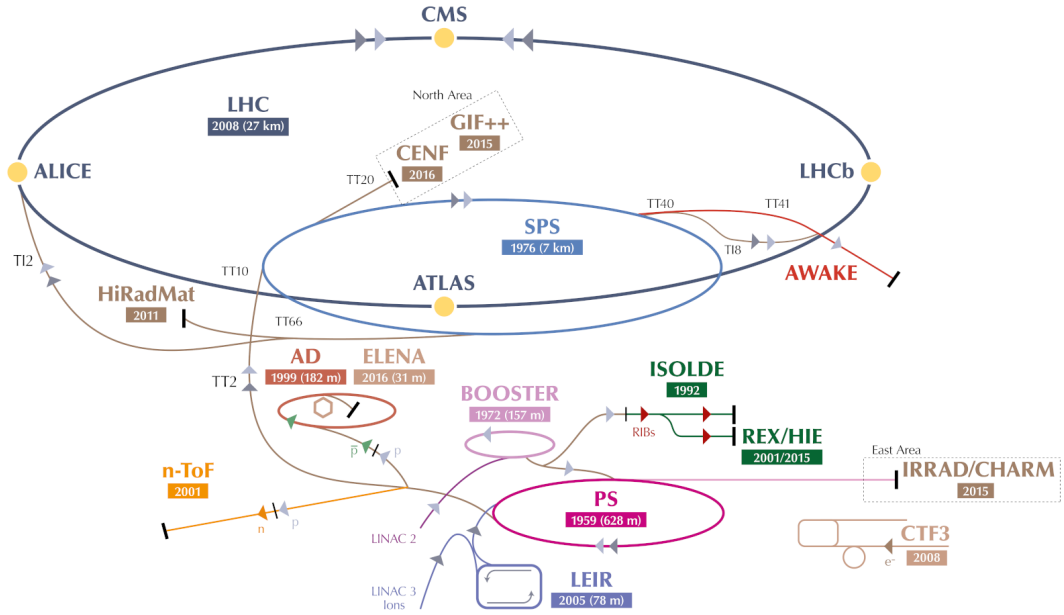 CMS
North Area
LHC
2008 (27 km)
GIF++
2015
CENF
2016
ALICE
LHCb
TT20
TT40
TT41
SPS
1976 (7 km)
TI2
TT10
TI8
ATLAS
AWAKE
HiRadMat
2011
TT66
AD
1999 (182 m)
ELENA
2016 (31 m)
TT2
BOOSTER
1972 (157 m)
ISOLDE
1992
RIBs
REX/HIE
2001/2015
p̅
p
East Area
n-ToF
2001
IRRAD/CHARM
2015
PS
1959 (628 m)
n
p
LINAC 2
CTF3
2008
e-
LEIR
2005 (78 m)
LINAC 3
Ions